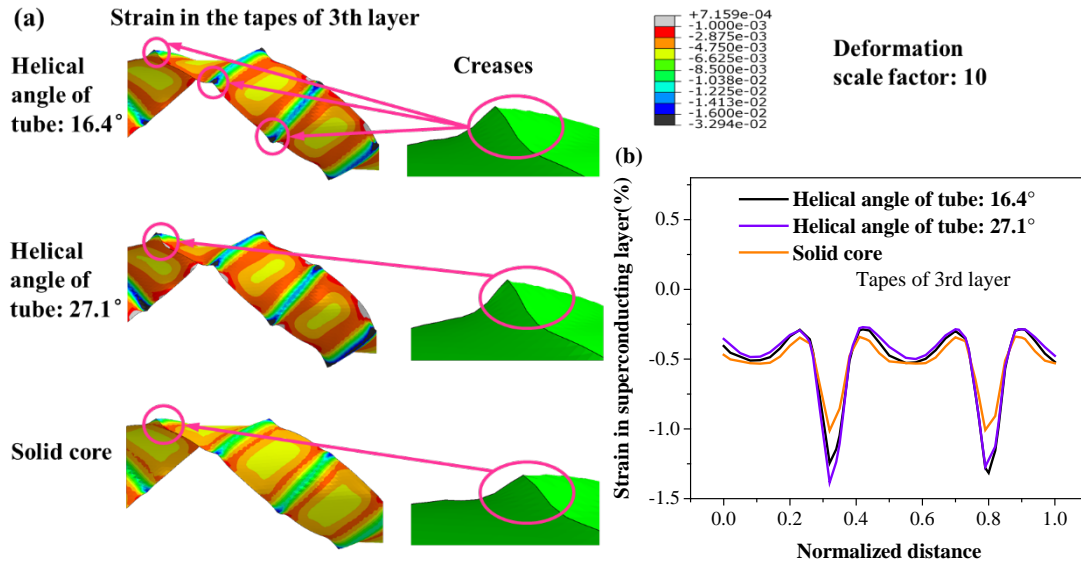 (a)
Strain in the tapes of 3th layer
Helical
angle of
tube: 16.4°
Creases
+7.159e-04
-1.000e-03
-2.875e-03
-4.750e-03
-6.625e-03
-8.500e-03
-1.038e-02
-1.225e-02
-1.413e-02
-1.600e-02
-3.294e-02
Deformation
scale factor: 10
Helical
angle of
tube: 27.1°
Solid core
(b)
Strain in superconducting layer(%)
0.5
0.0
-0.5
-1.0
-1.5
Helical angle of tube: 16.4°
Helical angle of tube: 27.1°
Solid core
Tapes of 3rd layer
0.0 0.2 0.4 0.6 0.8 1.0
Normalized distance